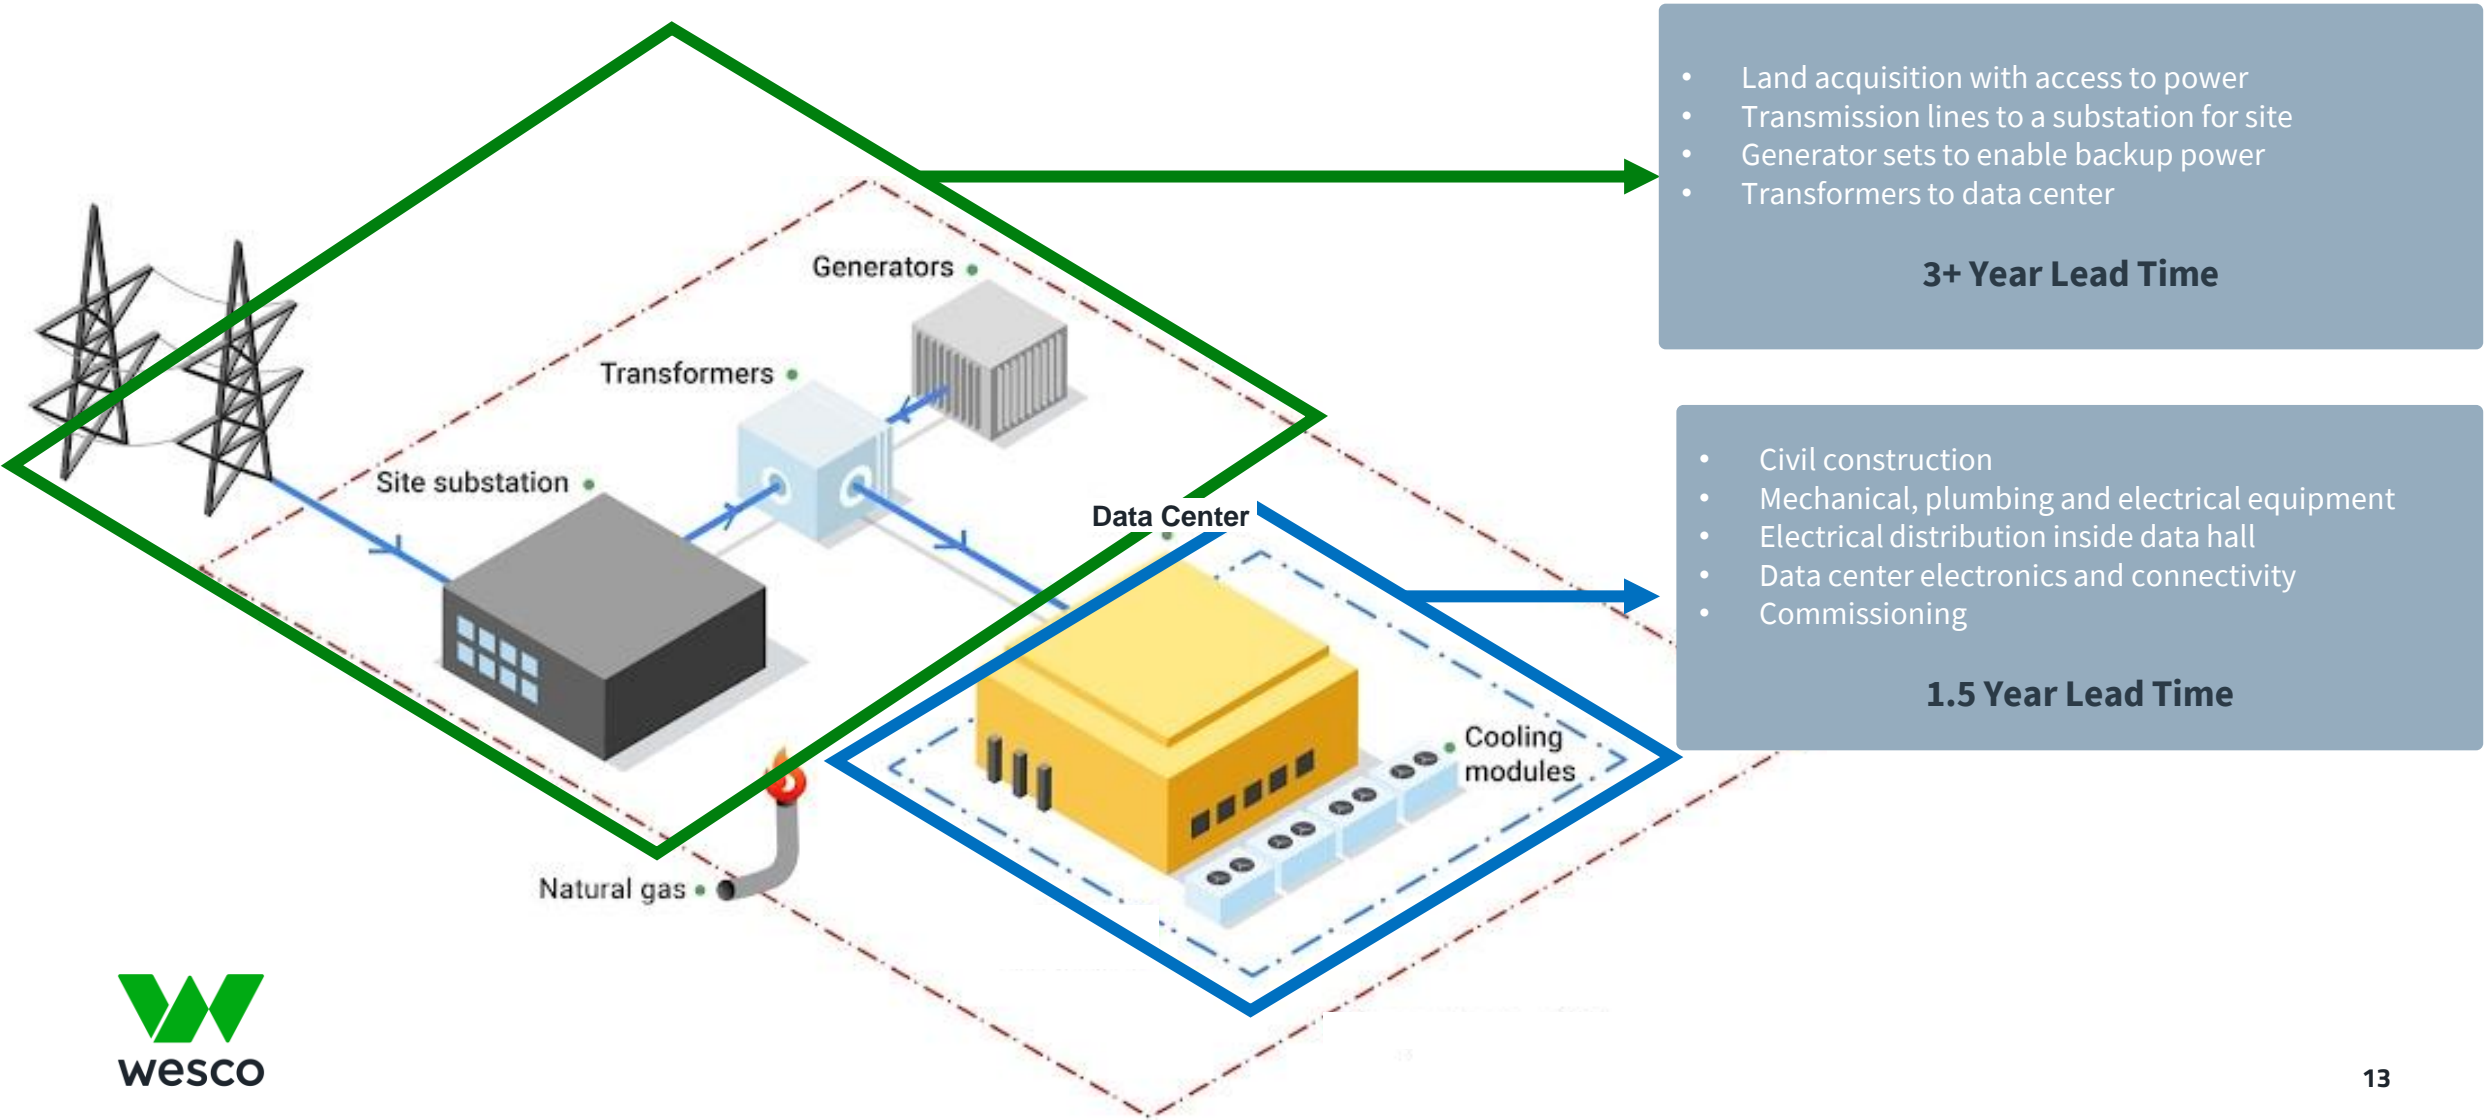 • Land acquisition with access to power
• Transmission lines to a substation for site
• Generator sets to enable backup power
• Transformers to data center
3+ Year Lead Time
Generators
Transformers
Site substation
Data Center
• Civil construction
• Mechanical, plumbing and electrical equipment
• Electrical distribution inside data hall
• Data center electronics and connectivity
• Commissioning
1.5 Year Lead Time
Cooling
modules
Natural gas
wesco
13